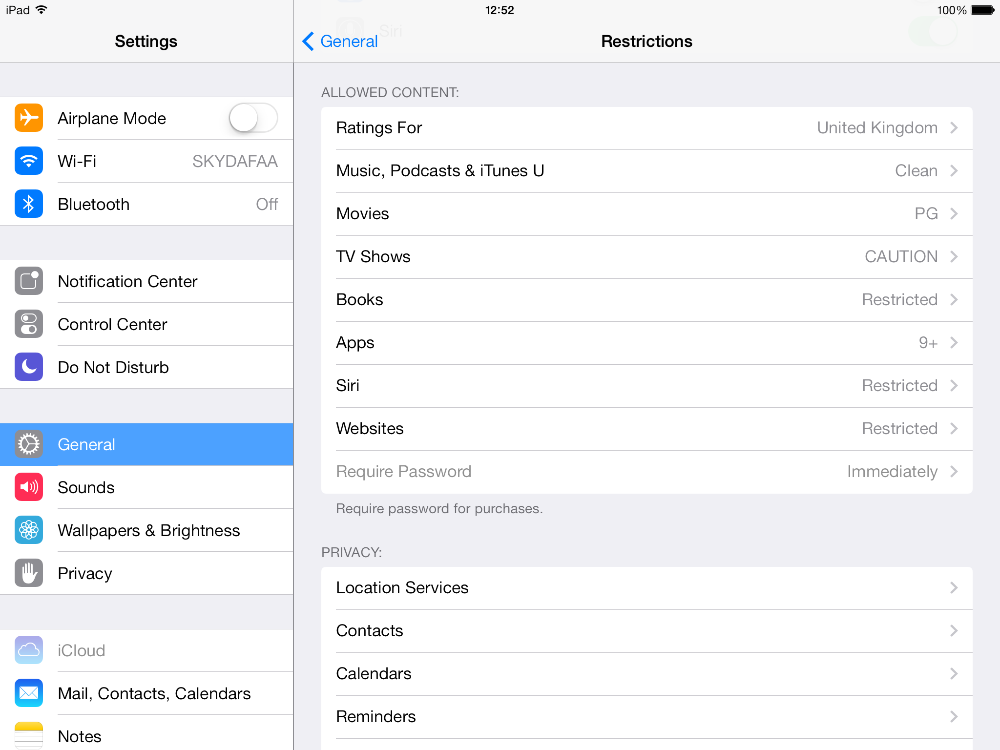 iPad 12:52 100%
Settings
Siri
General Restrictions
Airplane Mode
Wi-Fi SKYDAFAA
Bluetooth Off
Notification Center
Control Center
Do Not Disturb
General
Sounds
Wallpapers & Brightness
Privacy
iCloud
Mail, Contacts, Calendars
Notes
ALLOWED CONTENT:
Ratings For United Kingdom
Music, Podcasts & iTunes U Clean
Movies PG
TV Shows CAUTION
Books Restricted
Apps 9+
Siri Restricted
Websites Restricted
Require Password Immediately
Require password for purchases.
PRIVACY:
Location Services
Contacts
Calendars
Reminders